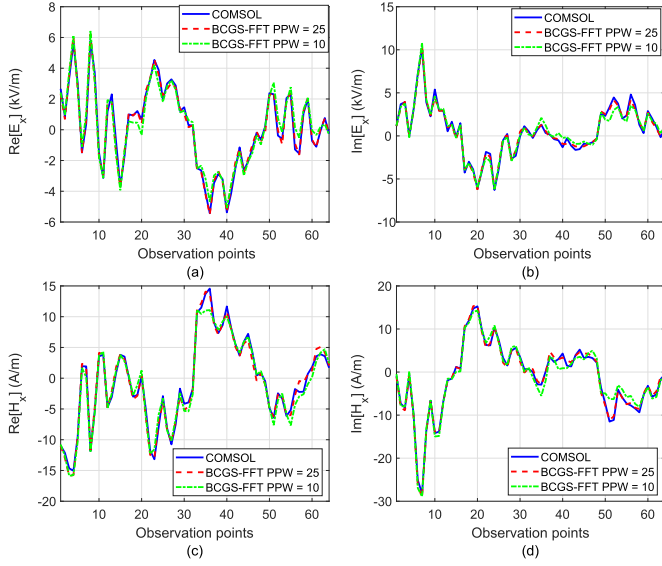 COMSOL
BCGS-FFT PPW = 25
BCGS-FFT PPW = 10
Re[Ex] (kV/m)
8
6
4
2
0
-2
-4
-6
10 20 30 40 50 60
Observation points
(a)
COMSOL
BCGS-FFT PPW = 25
BCGS-FFT PPW = 10
Im[Ex] (kV/m)
15
10
5
0
-5
-10
10 20 30 40 50 60
Observation points
(b)
Re[Hx] (A/m)
15
10
5
0
-5
-10
-15
-20
COMSOL
BCGS-FFT PPW = 25
BCGS-FFT PPW = 10
10 20 30 40 50 60
Observation points
(c)
Im[Hx] (A/m)
20
10
0
-10
-20
-30
COMSOL
BCGS-FFT PPW = 25
BCGS-FFT PPW = 10
10 20 30 40 50 60
Observation points
(d)